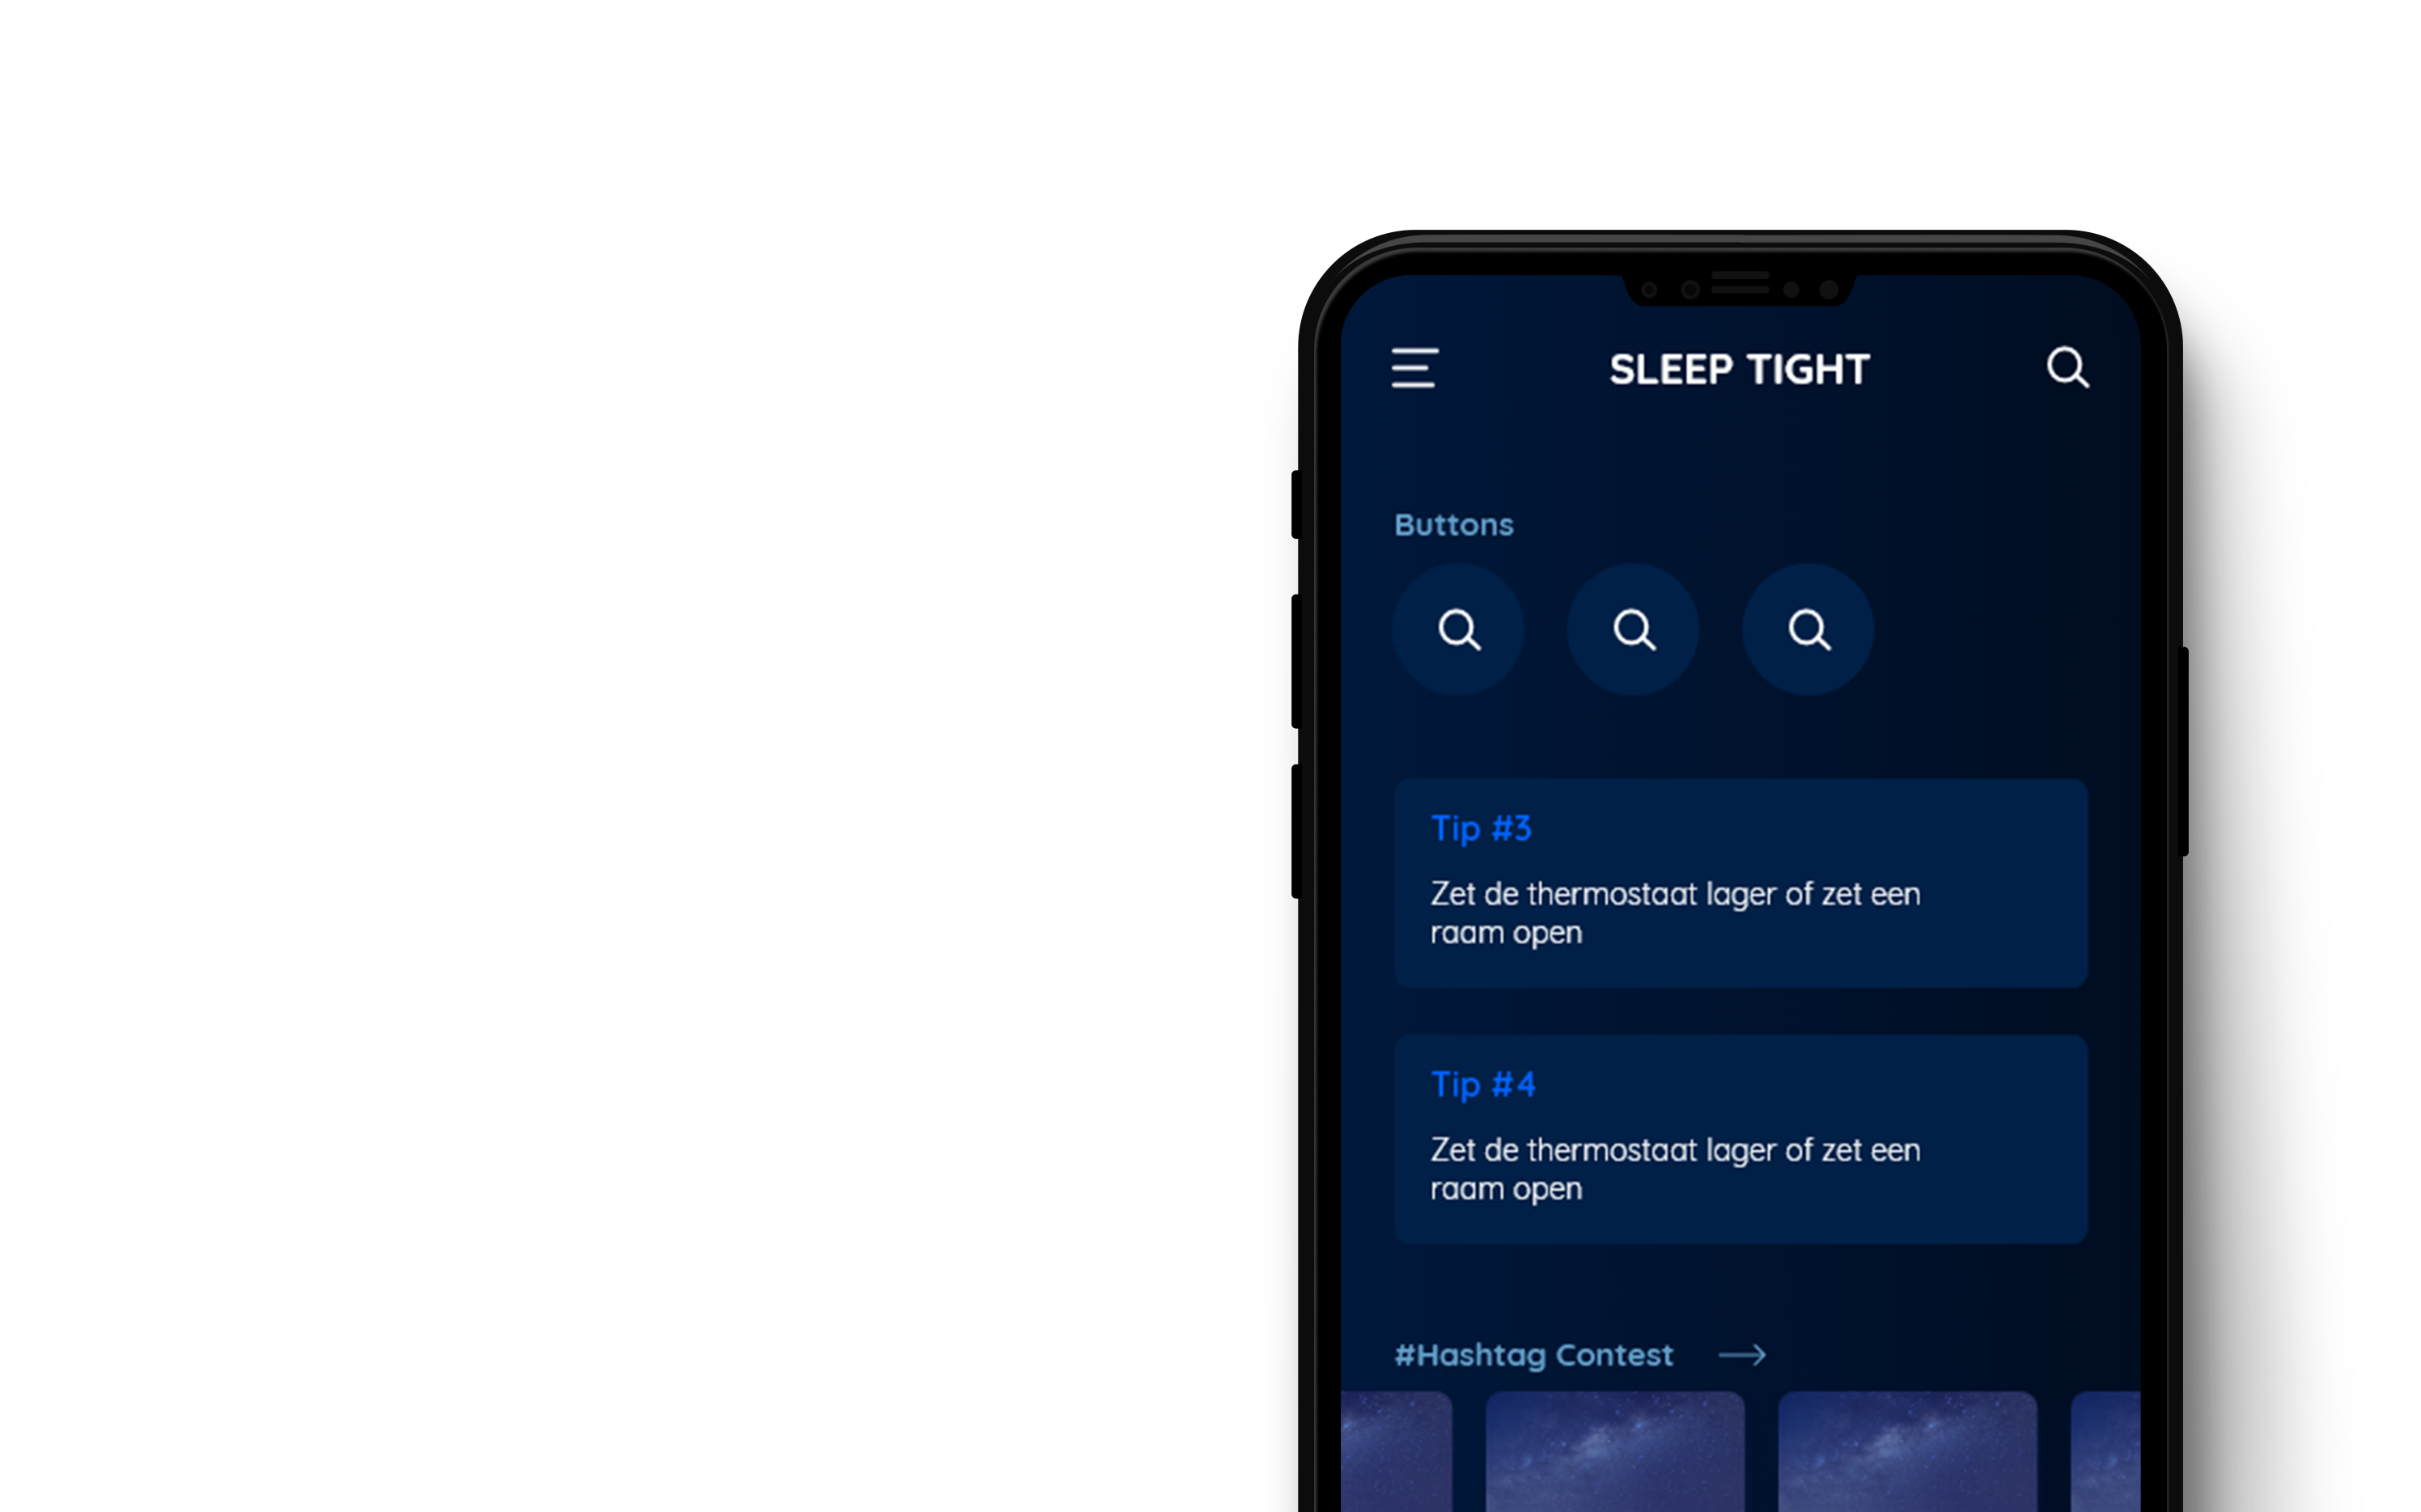 SLEEP TIGHT
Buttons
Tip #3
Zet de thermostaat lager of zet een
raam open
Tip #4
Zet de thermostaat lager of zet een
raam open
#Hashtag Contest